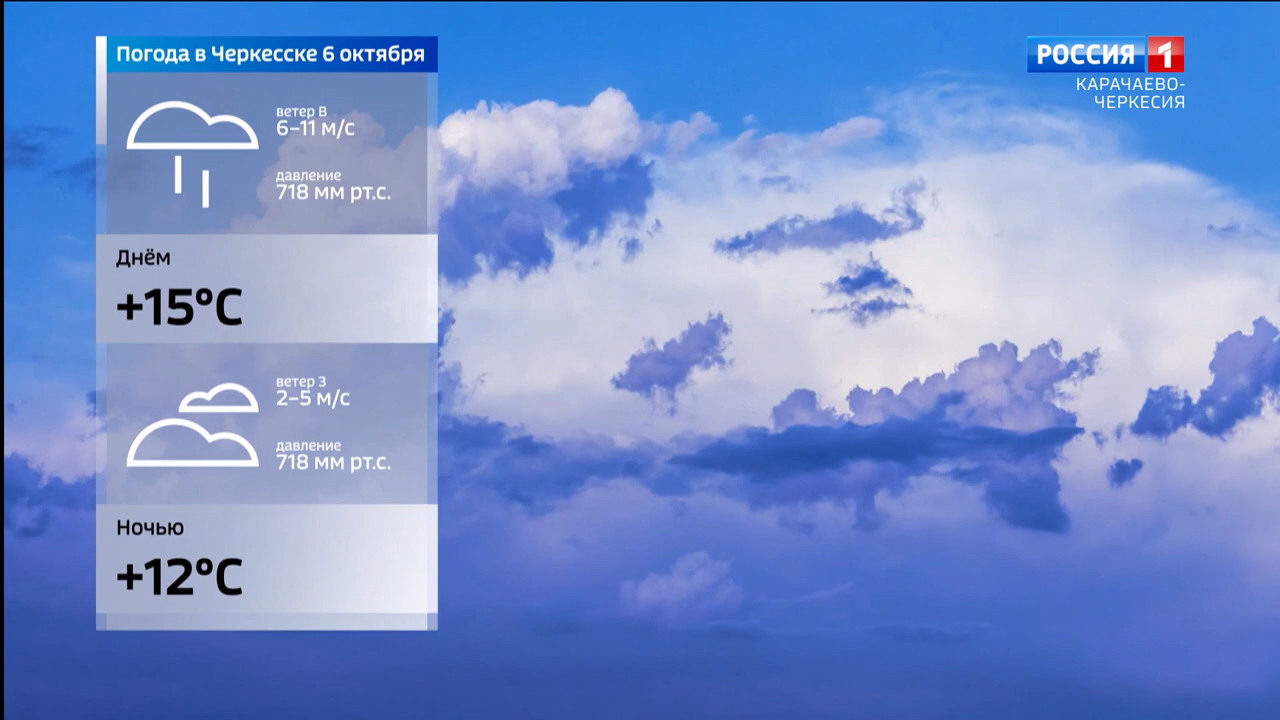 Погода в Черкесске 6 октября
РОССИЯ 1
КАРАЧАЕВО-
ЧЕРКЕСИЯ
ветер В
6–11 м/с
давление
718 мм рт.с.
Днём
+15°C
ветер З
2–5 м/с
давление
718 мм рт.с.
Ночью
+12°C